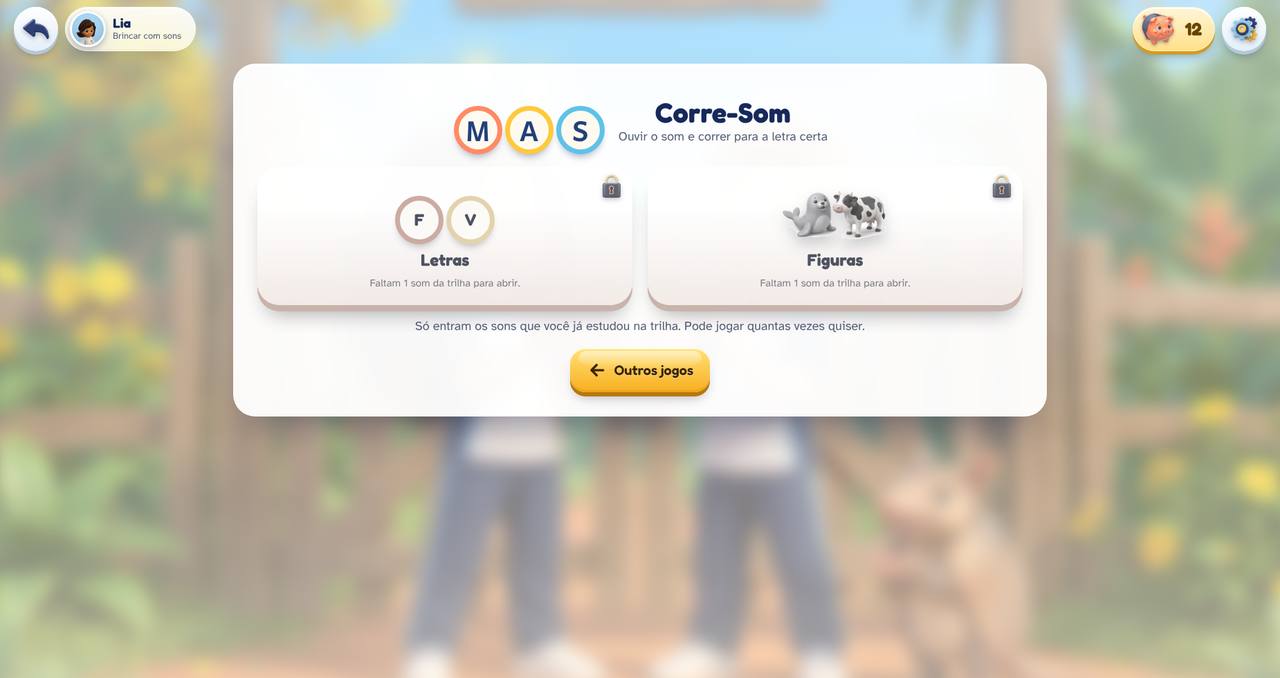 Lia
Brincar com sons
12
M A S
Corre-Som
Ouvir o som e correr para a letra certa
F V
Letras
Faltam 1 som da trilha para abrir.
Figuras
Faltam 1 som da trilha para abrir.
Só entram os sons que você já estudou na trilha. Pode jogar quantas vezes quiser.
Outros jogos